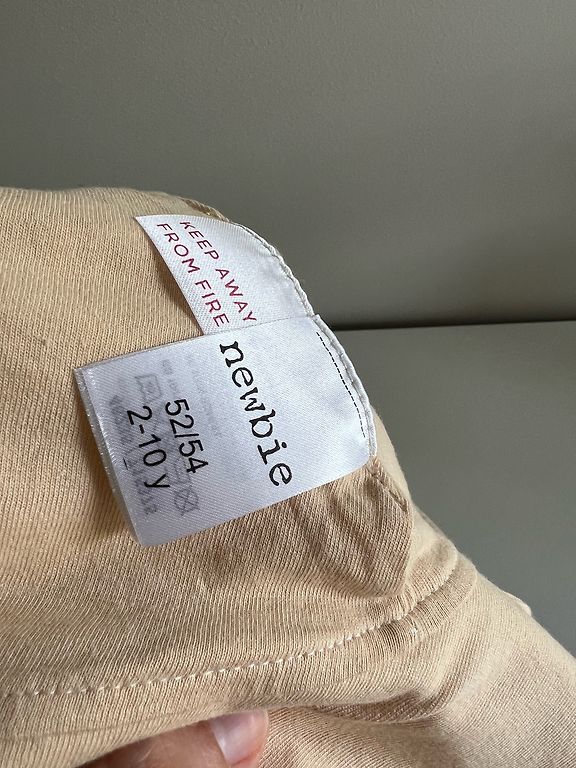 KEEP AWAY
FROM FIRE
newbie
52/54
2-10 y